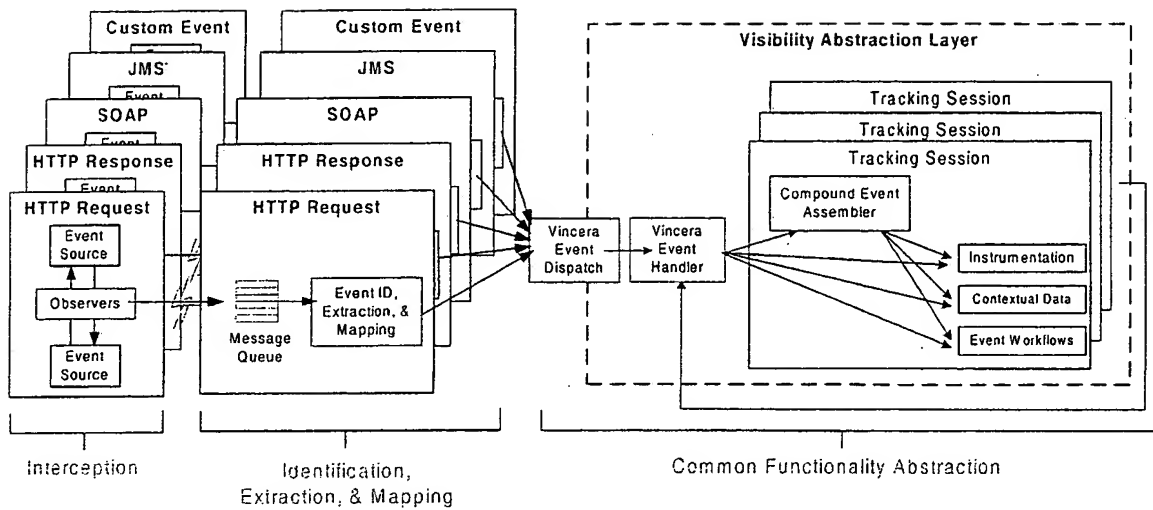 Custom Event
JMS
Event
SOAP
Event
HTTP Response
Event
HTTP Request
Event
Source
Observers
Event
Source
Custom Event
JMS
SOAP
HTTP Response
HTTP Request
Message
Queue
Event ID,
Extraction, &
Mapping
Vincera
Event
Dispatch
Visibility Abstraction Layer
Vincera
Event
Handler
Tracking Session
Tracking Session
Tracking Session
Compound Event
Assembler
Instrumentation
Contextual Data
Event Workflows
Interception
Identification,
Extraction, & Mapping
Common Functionality Abstraction